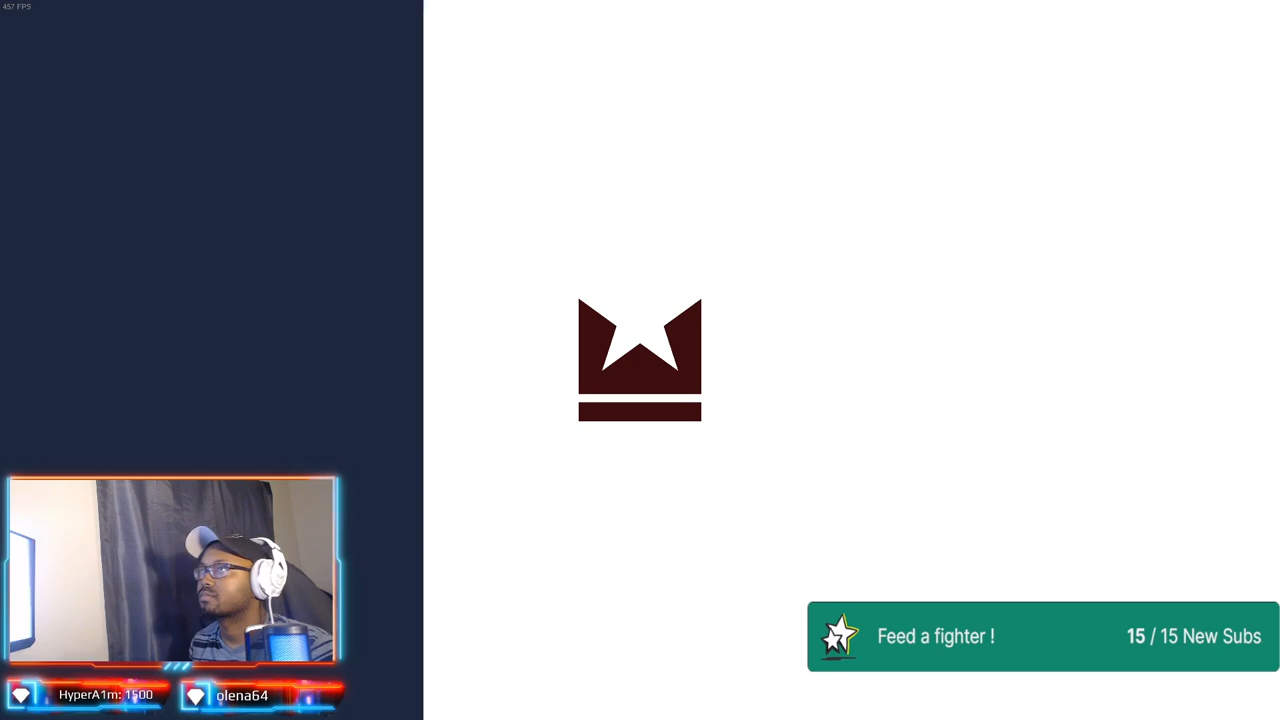 457 FPS
Feed a fighter !
15 / 15 New Subs
HyperA1m: 1500
olena64